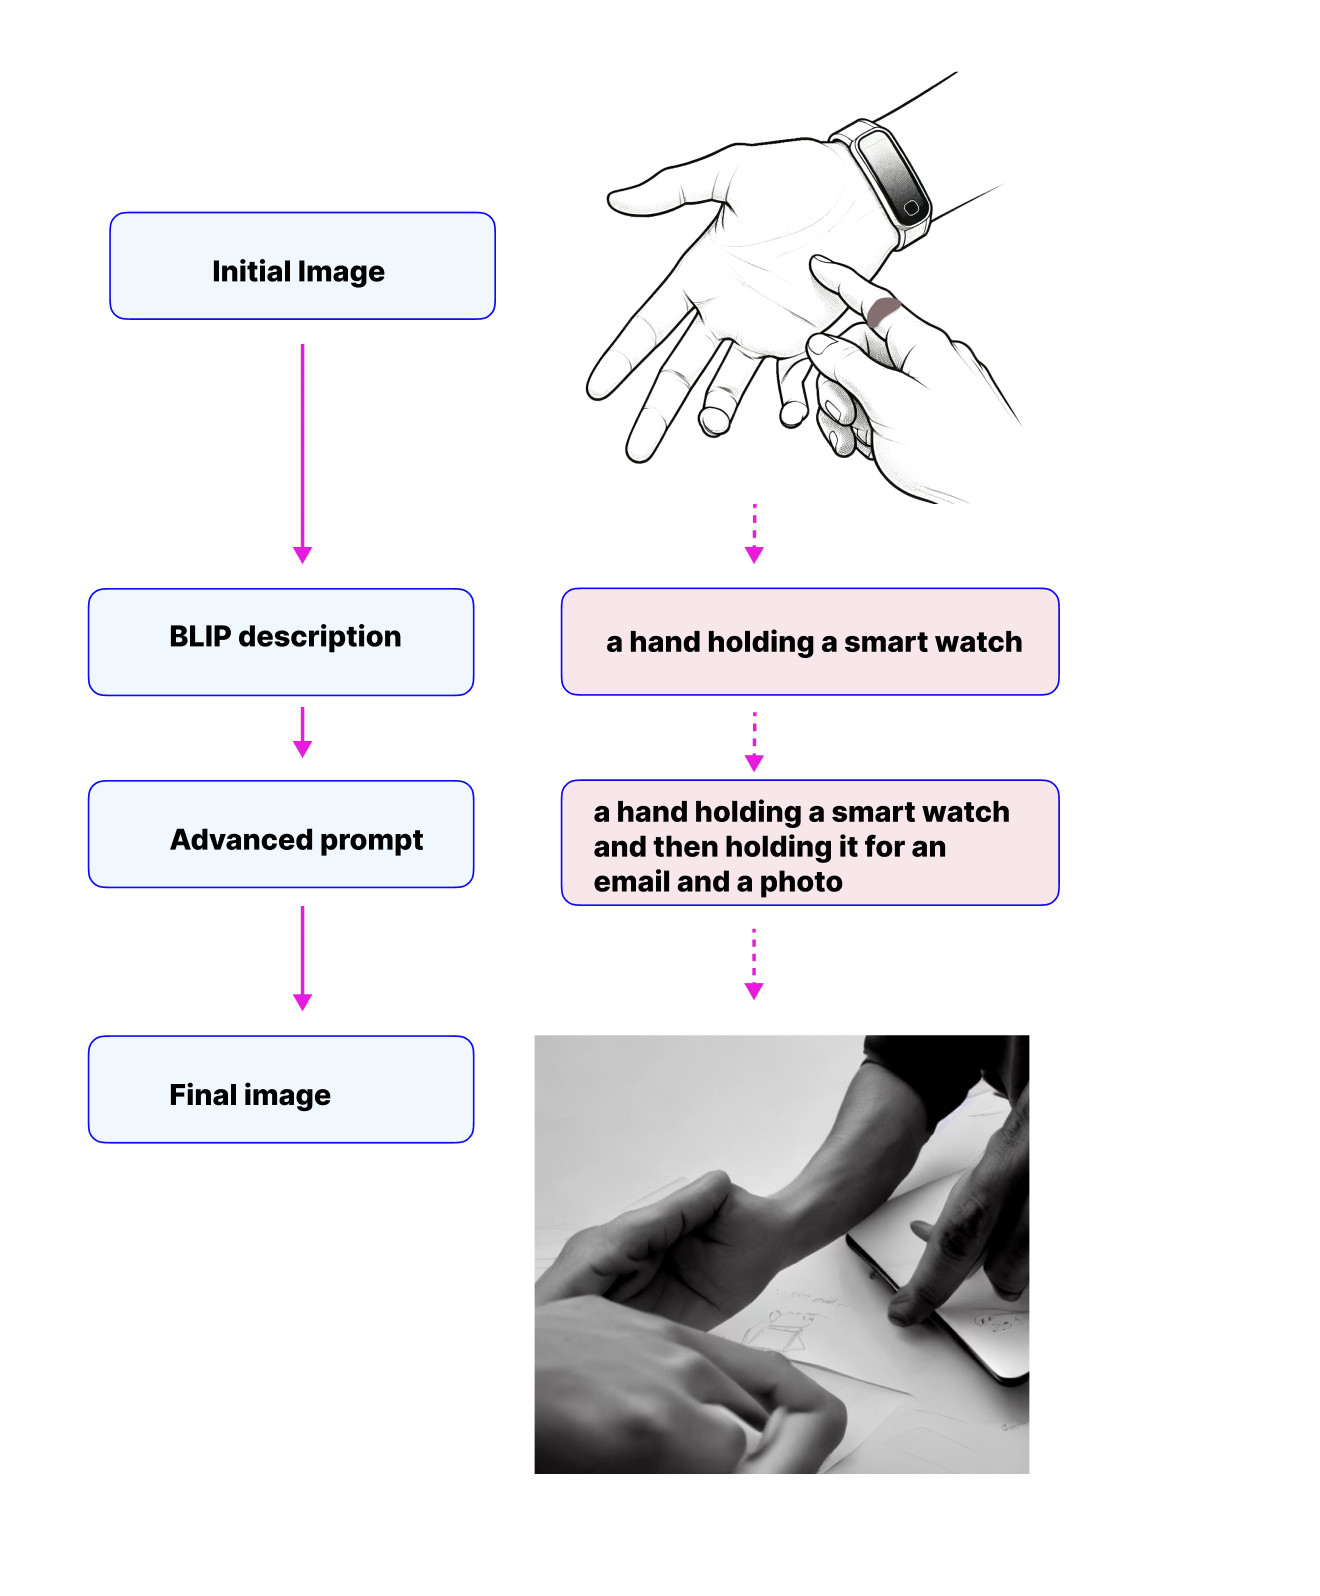 Initial Image
BLIP description
a hand holding a smart watch
Advanced prompt
a hand holding a smart watch
and then holding it for an
email and a photo
Final image